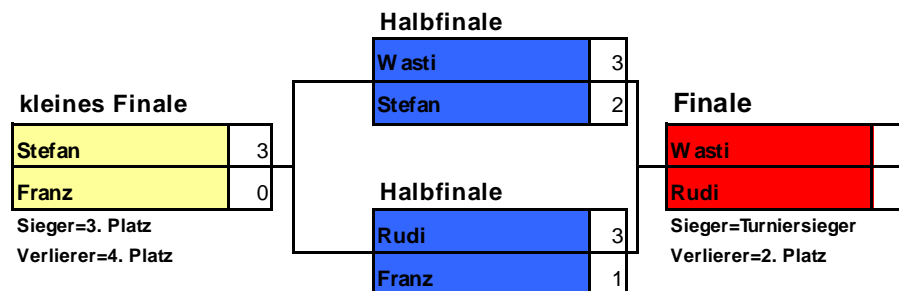 Halbfinale
Wasti 3
Stefan 2
kleines Finale
Stefan 3
Franz 0
Sieger=3. Platz
Verlierer=4. Platz
Halbfinale
Rudi 3
Franz 1
Finale
Wasti
Rudi
Sieger=Turniersieger
Verlierer=2. Platz